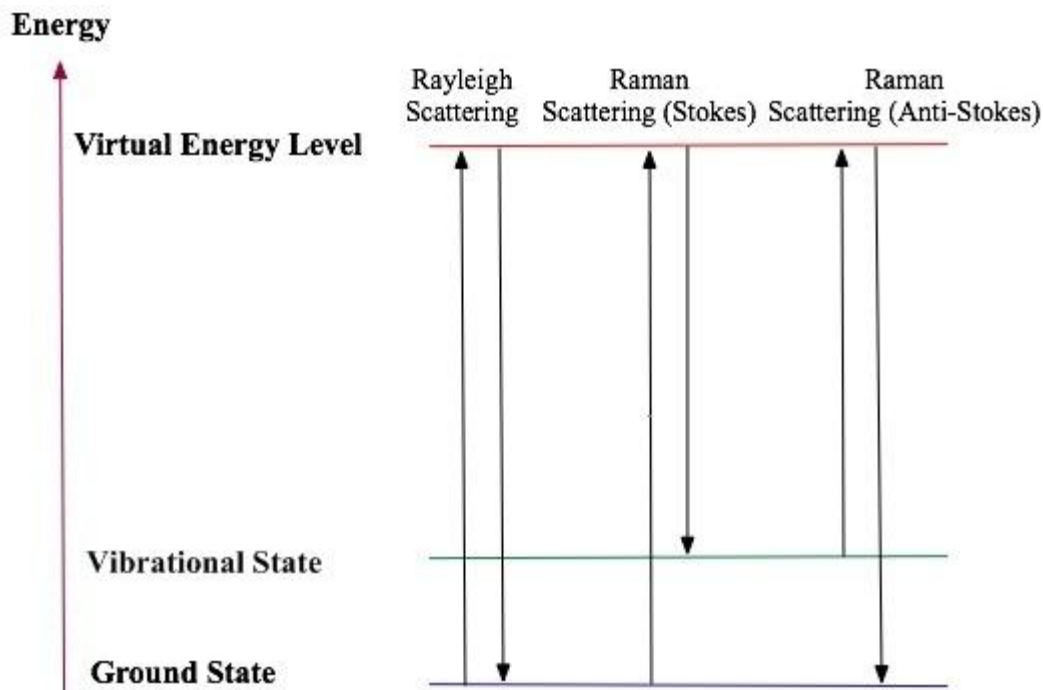 Energy
Rayleigh
Scattering
Raman
Scattering (Stokes)
Raman
Scattering (Anti-Stokes)
Virtual Energy Level
Vibrational State
Ground State